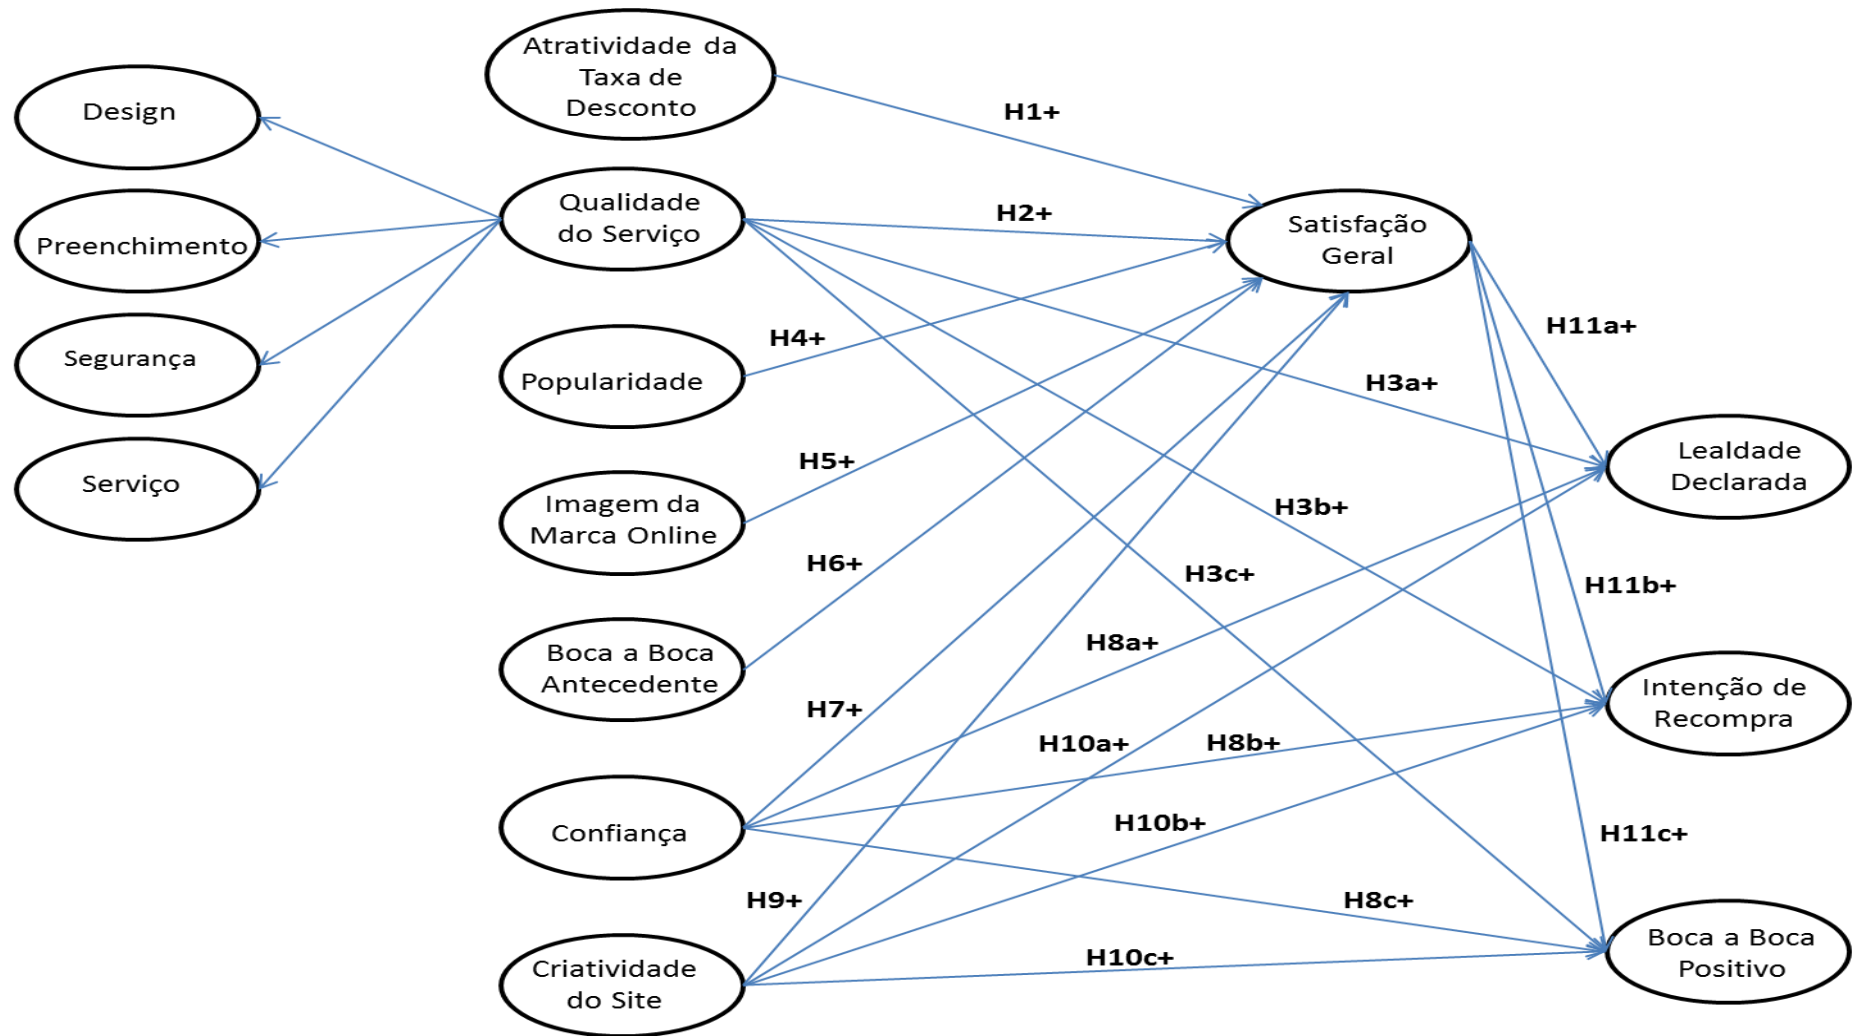 Atratividade da
Taxa de
Desconto
H1+
Design
Qualidade
do Serviço
H2+
Satisfação
Geral
Preenchimento
Segurança
Serviço
Popularidade
H4+
H11a+
H3a+
Imagem da
Marca Online
H5+
Lealdade
Declarada
H3b+
H6+
H3c+
H11b+
Boca a Boca
Antecedente
H8a+
H7+
H10a+
H8b+
Intenção de
Recompra
Confiança
H10b+
H11c+
H9+
H8c+
Criatividade
do Site
H10c+
Boca a Boca
Positivo